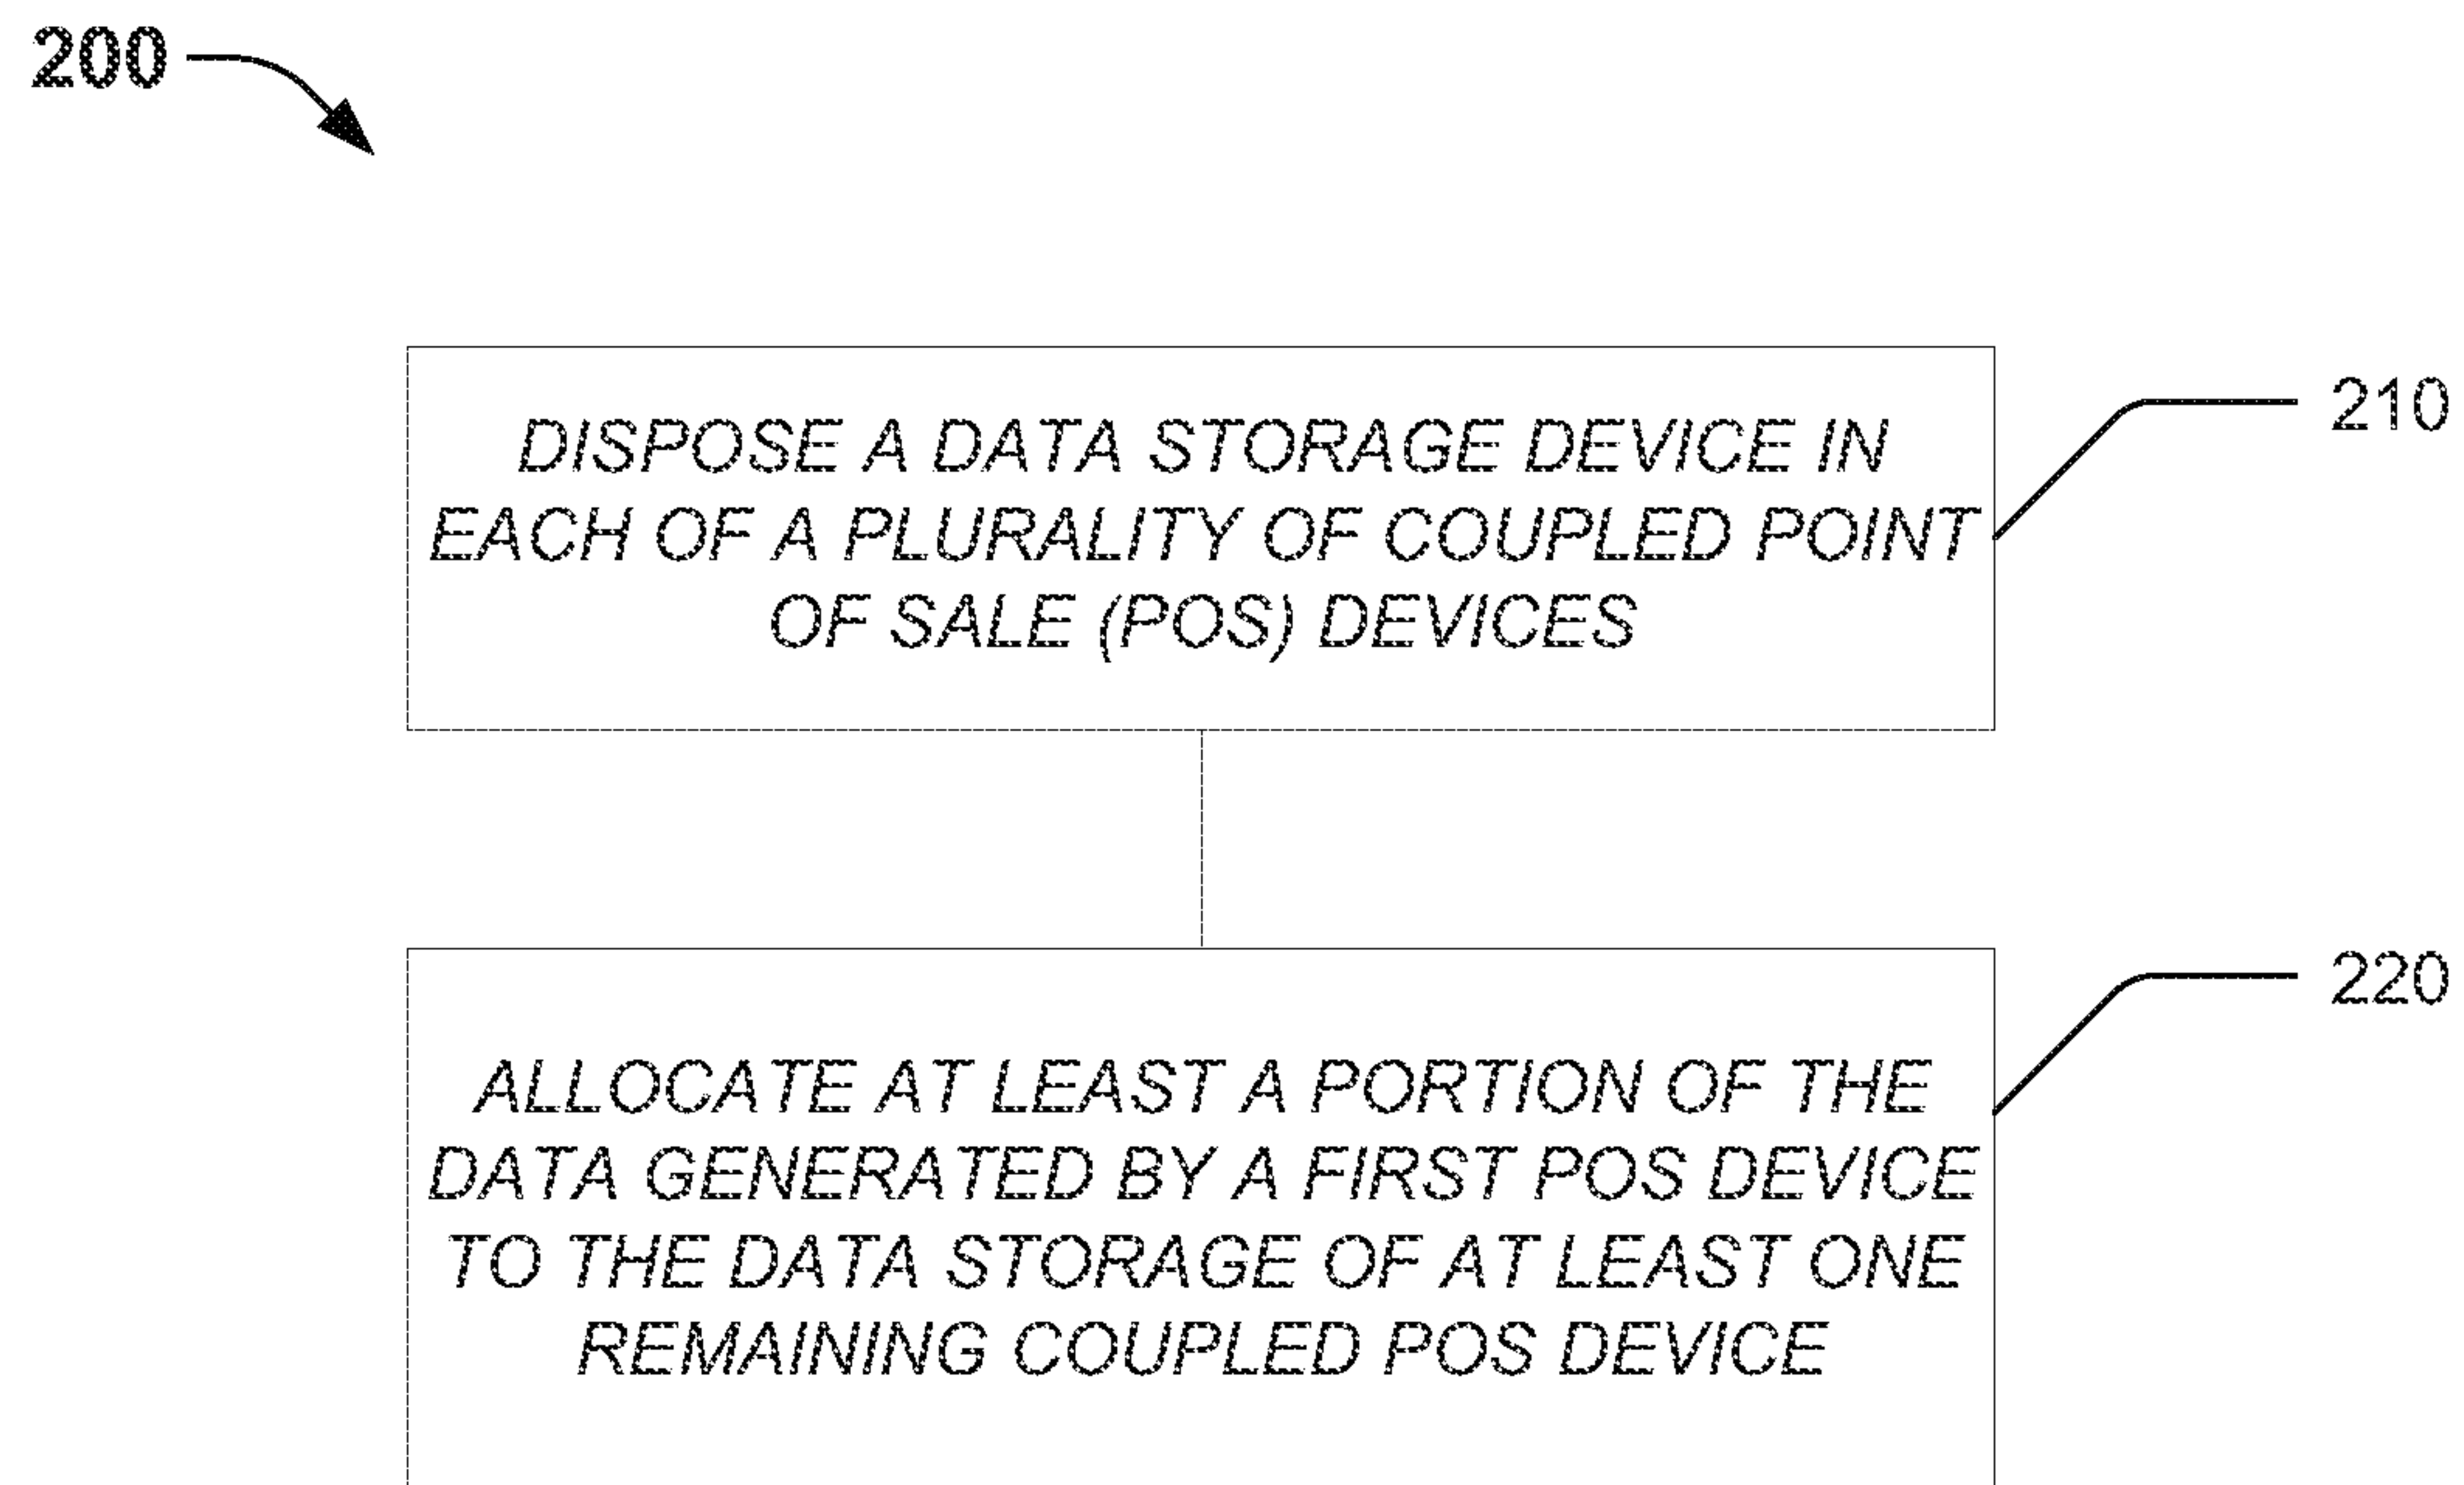 200
DISPOSE A DATA STORAGE DEVICE IN
EACH OF A PLURALITY OF COUPLED POINT
OF SALE (POS) DEVICES
210
ALLOCATE AT LEAST A PORTION OF THE
DATA GENERATED BY A FIRST POS DEVICE
TO THE DATA STORAGE OF AT LEAST ONE
REMAINING COUPLED POS DEVICE
220